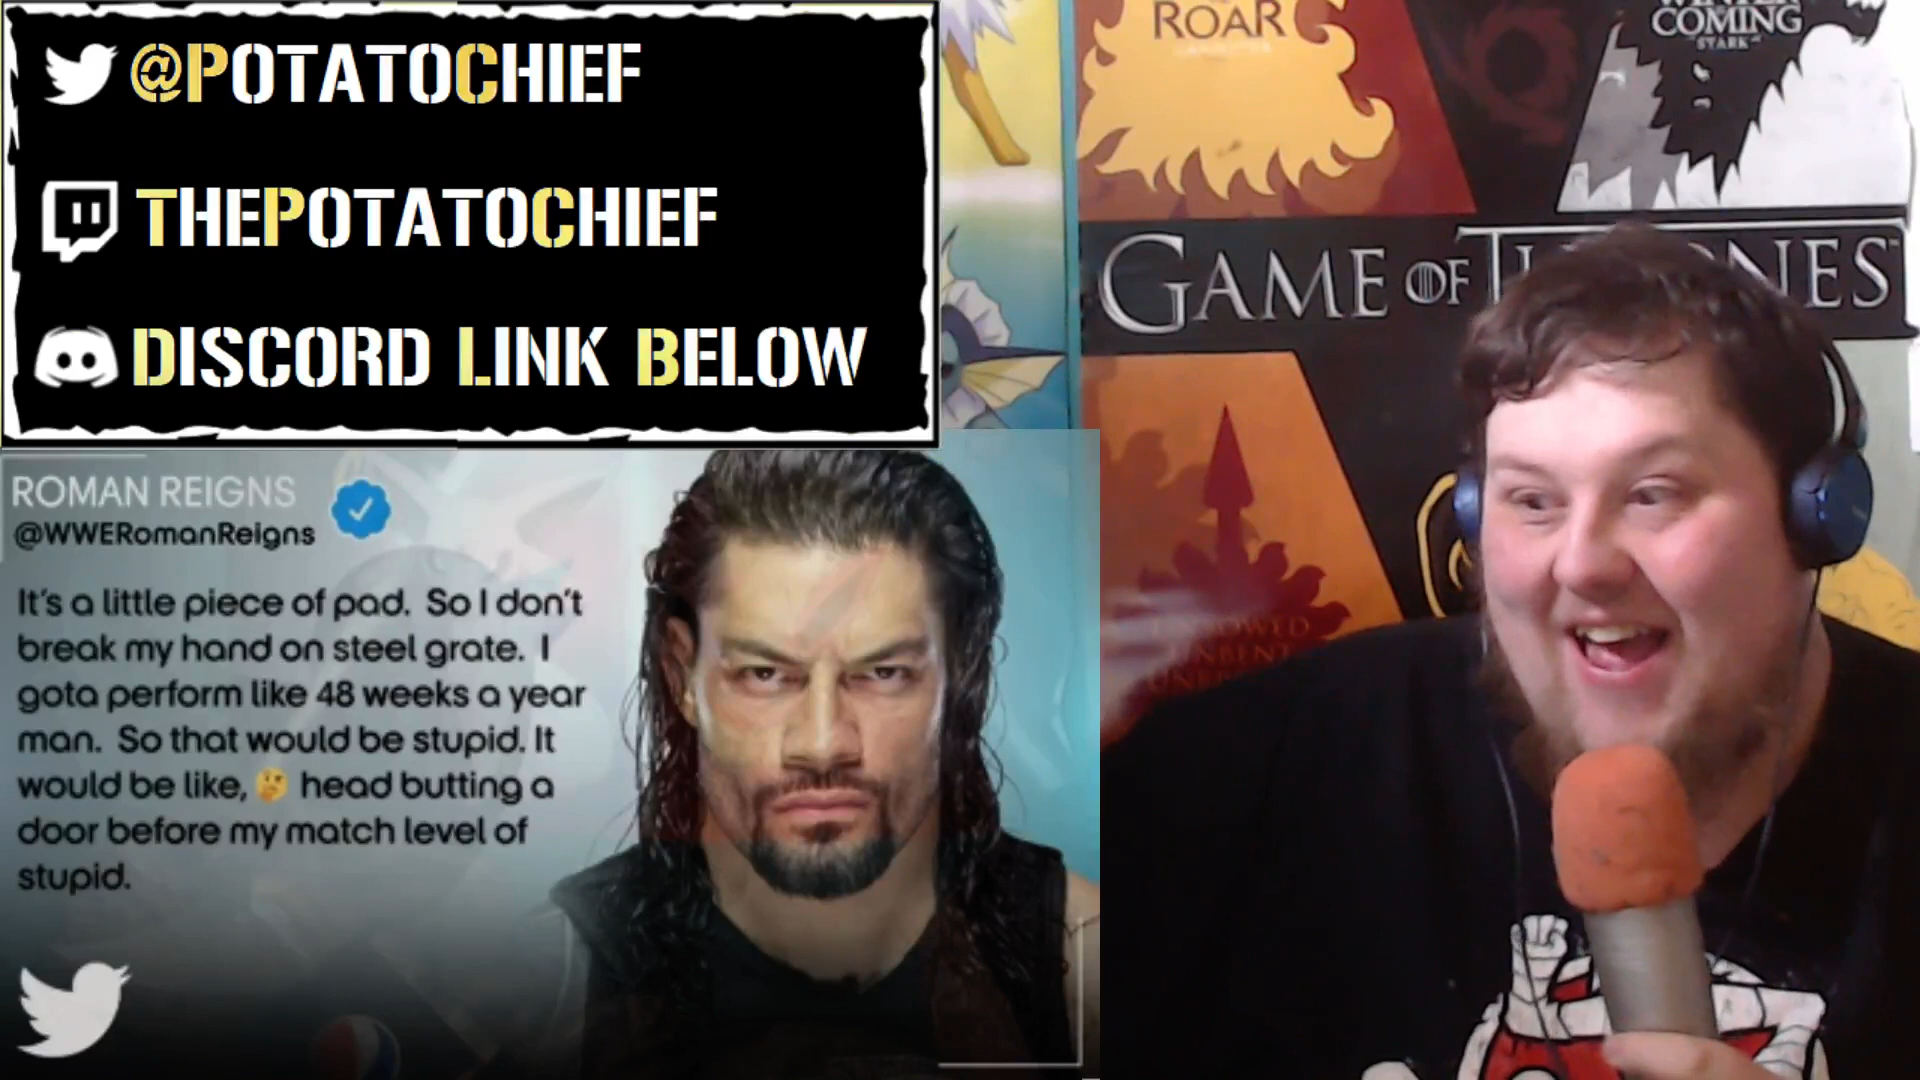 @PotatoChief
ThePotatoChief
Discord Link Below
ROMAN REIGNS
@WWERomanReigns
It's a little piece of pad. So I don't
break my hand on steel grate. I
gota perform like 48 weeks a year
man. So that would be stupid. It
would be like, 🤔 head butting a
door before my match level of
stupid.
ROAR
COMING
STARK
GAME OF
NES
UNBENT